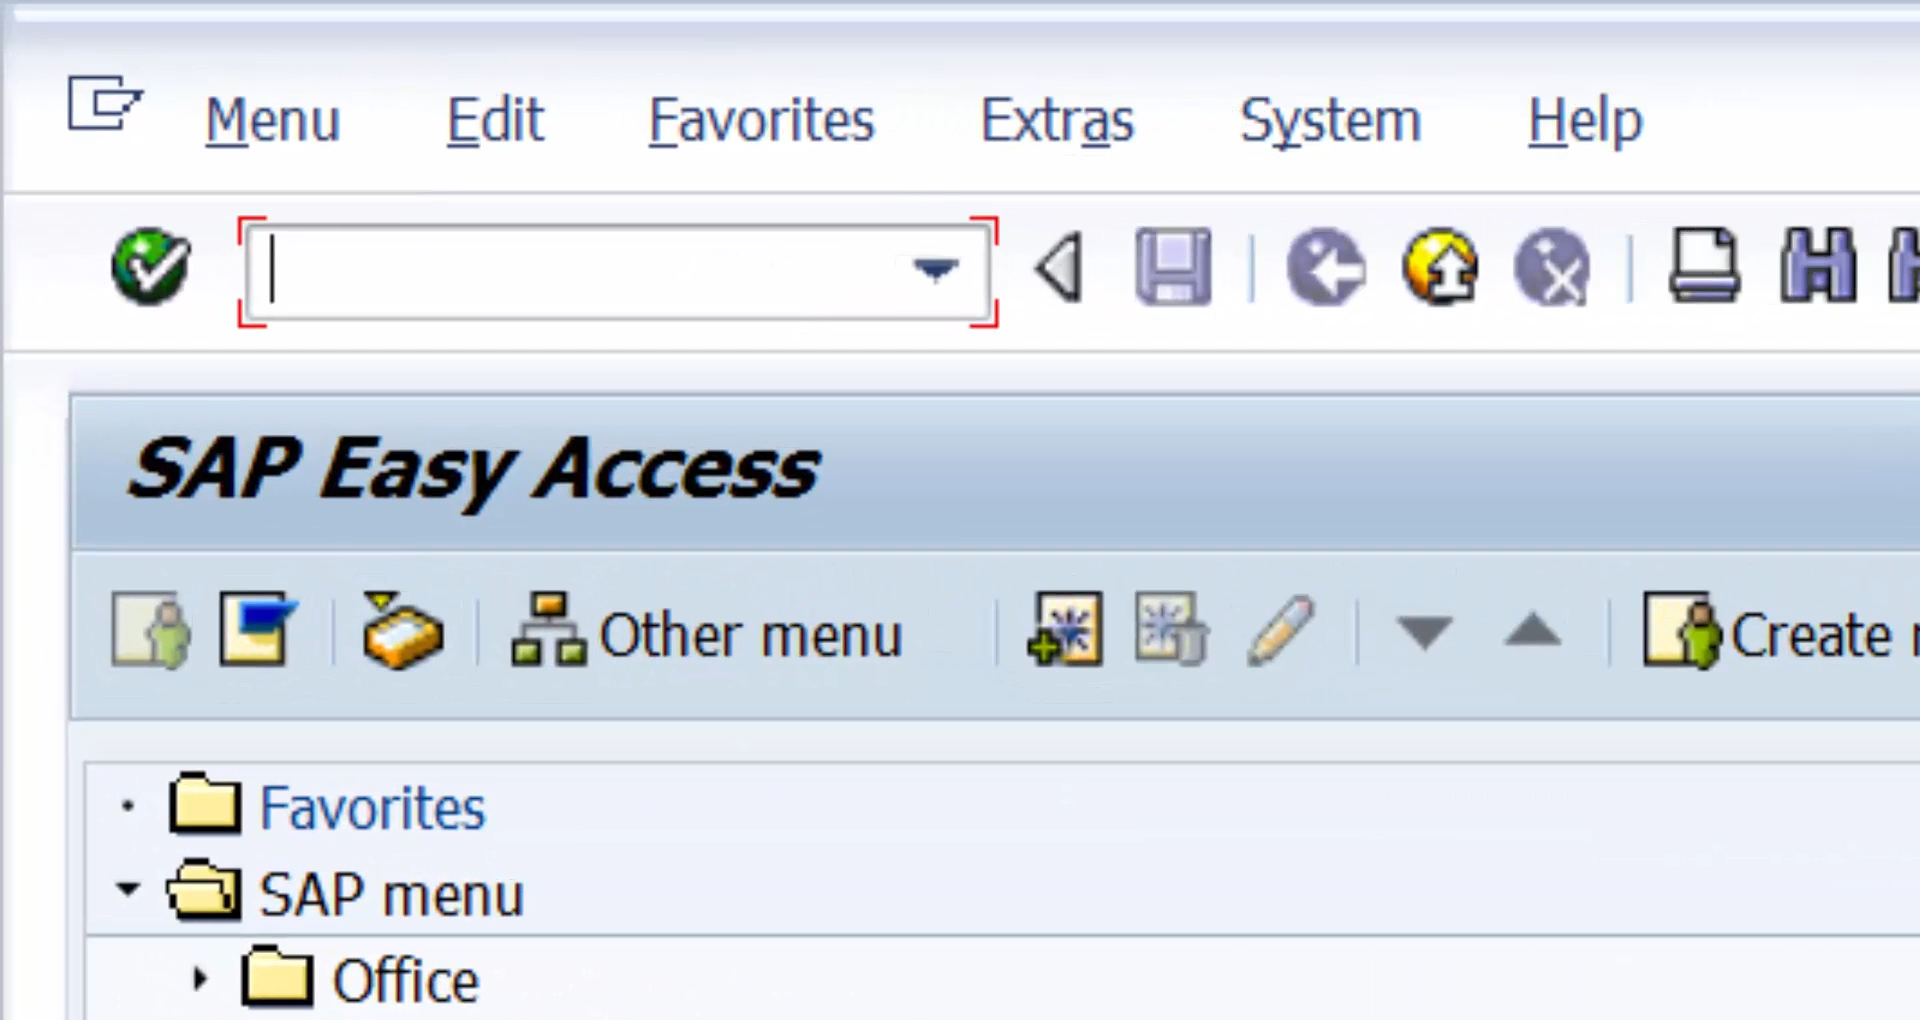 Menu Edit Favorites Extras System Help
SAP Easy Access
Other menu Create
Favorites
SAP menu
Office